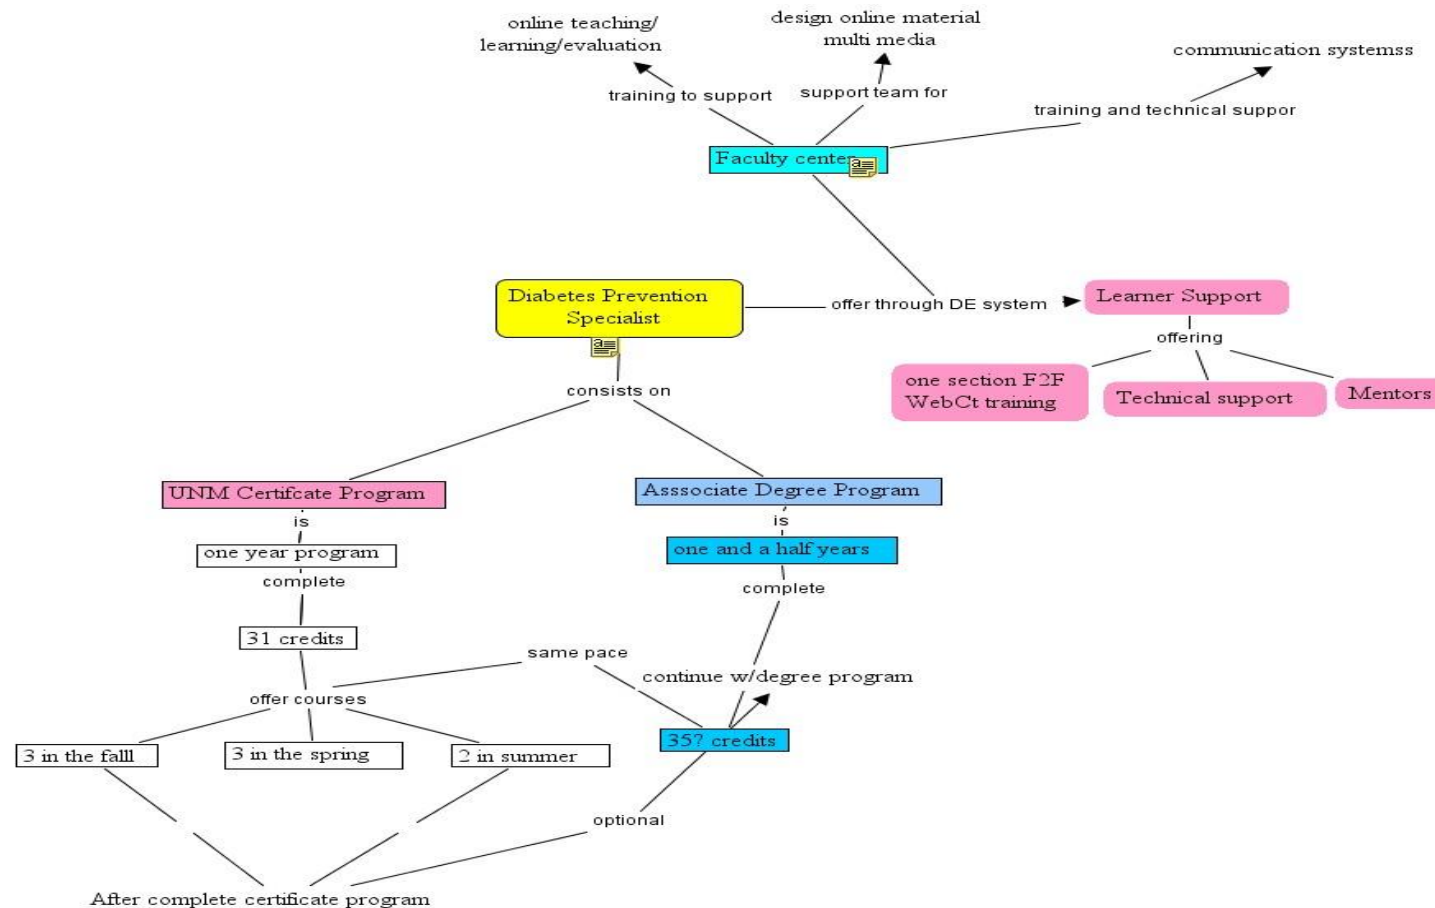 online teaching/
learning/evaluation
design online material
multi media
communication systemss
training to support
support team for
training and technical suppor
Faculty center
Diabetes Prevention
Specialist
offer through DE system
Learner Support
offering
one section F2F
WebCt training
Technical support
Mentors
consists on
UNM Certifcate Program
Asssociate Degree Program
is
is
one year program
one and a half years
complete
complete
31 credits
same pace
continue w/degree program
offer courses
35? credits
3 in the falll
3 in the spring
2 in summer
optional
After complete certificate program